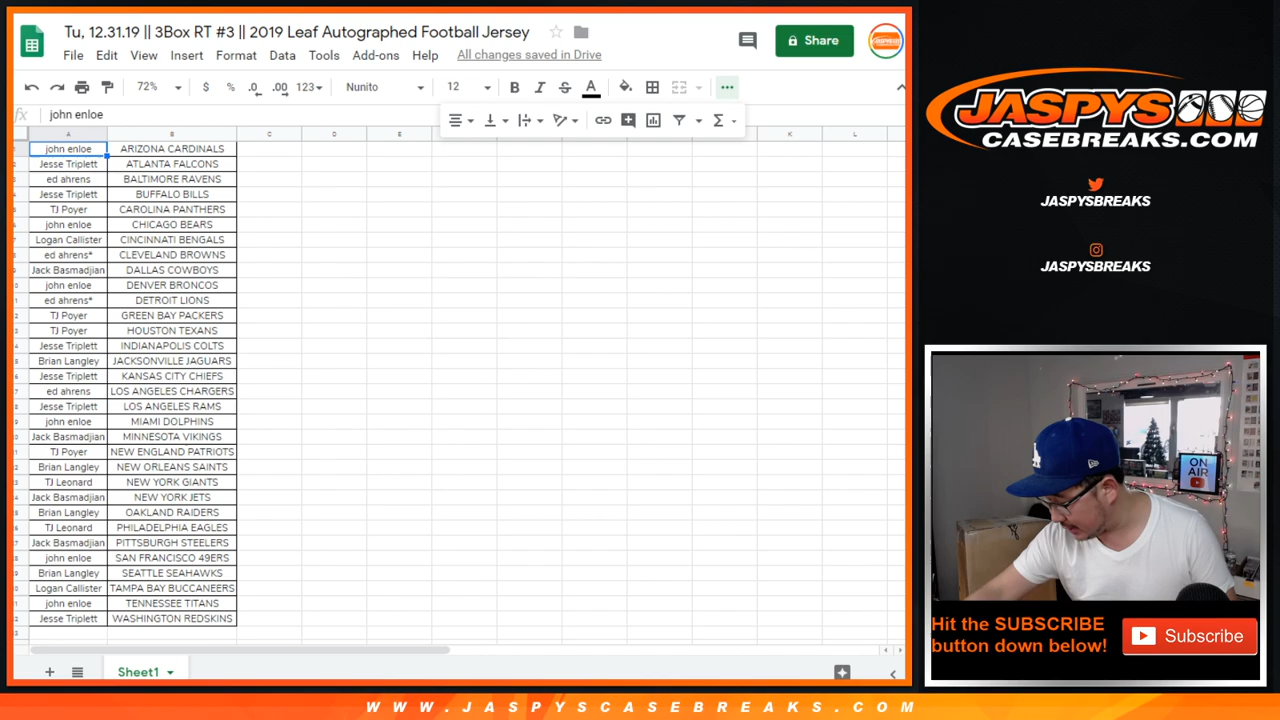 Tu, 12.31.19 || 3Box RT #3 || 2019 Leaf Autographed Football Jersey
File Edit View Insert Format Data Tools Add-ons Help All changes saved in Drive
Share
72% $ % .0 .00 123 Nunito 12 B I S A
fx john enloe
A B C D E K L
john enloe ARIZONA CARDINALS
Jesse Triplett ATLANTA FALCONS
ed ahrens BALTIMORE RAVENS
Jesse Triplett BUFFALO BILLS
TJ Poyer CAROLINA PANTHERS
john enloe CHICAGO BEARS
Logan Callister CINCINNATI BENGALS
ed ahrens* CLEVELAND BROWNS
Jack Basmadjian DALLAS COWBOYS
john enloe DENVER BRONCOS
ed ahrens* DETROIT LIONS
TJ Poyer GREEN BAY PACKERS
TJ Poyer HOUSTON TEXANS
Jesse Triplett INDIANAPOLIS COLTS
Brian Langley JACKSONVILLE JAGUARS
Jesse Triplett KANSAS CITY CHIEFS
ed ahrens LOS ANGELES CHARGERS
Jesse Triplett LOS ANGELES RAMS
john enloe MIAMI DOLPHINS
Jack Basmadjian MINNESOTA VIKINGS
TJ Poyer NEW ENGLAND PATRIOTS
Brian Langley NEW ORLEANS SAINTS
TJ Leonard NEW YORK GIANTS
Jack Basmadjian NEW YORK JETS
Brian Langley OAKLAND RAIDERS
TJ Leonard PHILADELPHIA EAGLES
Jack Basmadjian PITTSBURGH STEELERS
john enloe SAN FRANCISCO 49ERS
Brian Langley SEATTLE SEAHAWKS
Logan Callister TAMPA BAY BUCCANEERS
john enloe TENNESSEE TITANS
Jesse Triplett WASHINGTON REDSKINS
Sheet1
JASPYS
CASEBREAKS.COM
JASPYSBREAKS
JASPYSBREAKS
LA
ON
AIR
Hit the SUBSCRIBE
button down below!
Subscribe
WWW.JASPYSCASEBREAKS.COM